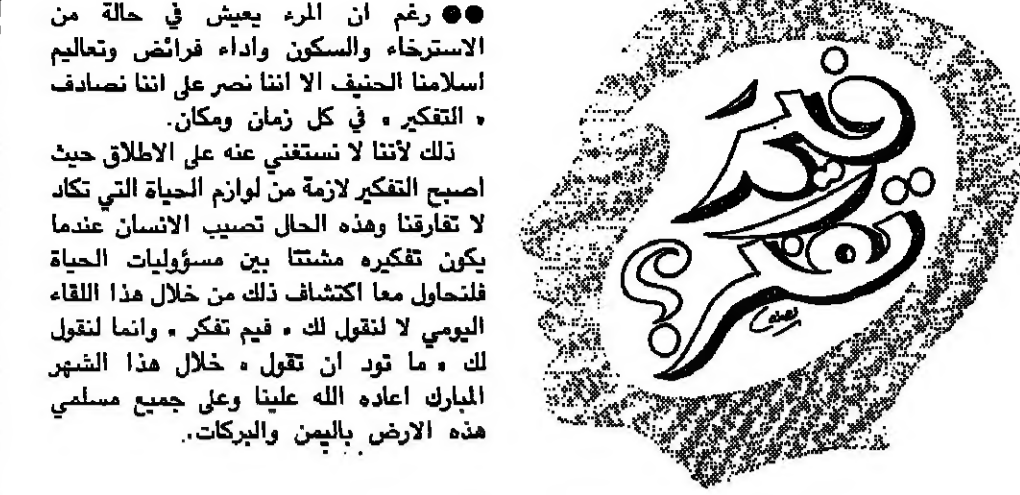 ●● رغم ان المرء يعيش في حالة من
الاسترخاء والسكون واداء فرائض وتعاليم
اسلامنا الحنيف الا اننا نصر على اننا نصادف
« التفكير » في كل زمان ومكان.
ذلك لأننا لا نستغني عنه على الاطلاق حيث
اصبح التفكير لازمة من لوازم الحياة التي تكاد
لا تفارقنا وهذه الحال تصيب الانسان عندما
يكون تفكيره مشتتا بين مسؤوليات الحياة
فلنحاول معا اكتشاف ذلك من خلال هذا اللقاء
اليومي لا لنقول لك « فيم تفكر » وانما لنقول
لك « ما تود ان تقول » خلال هذا الشهر
المبارك اعاده الله علينا وعلى جميع مسلمي
هذه الارض باليمن والبركات.
فيم
تفكر؟